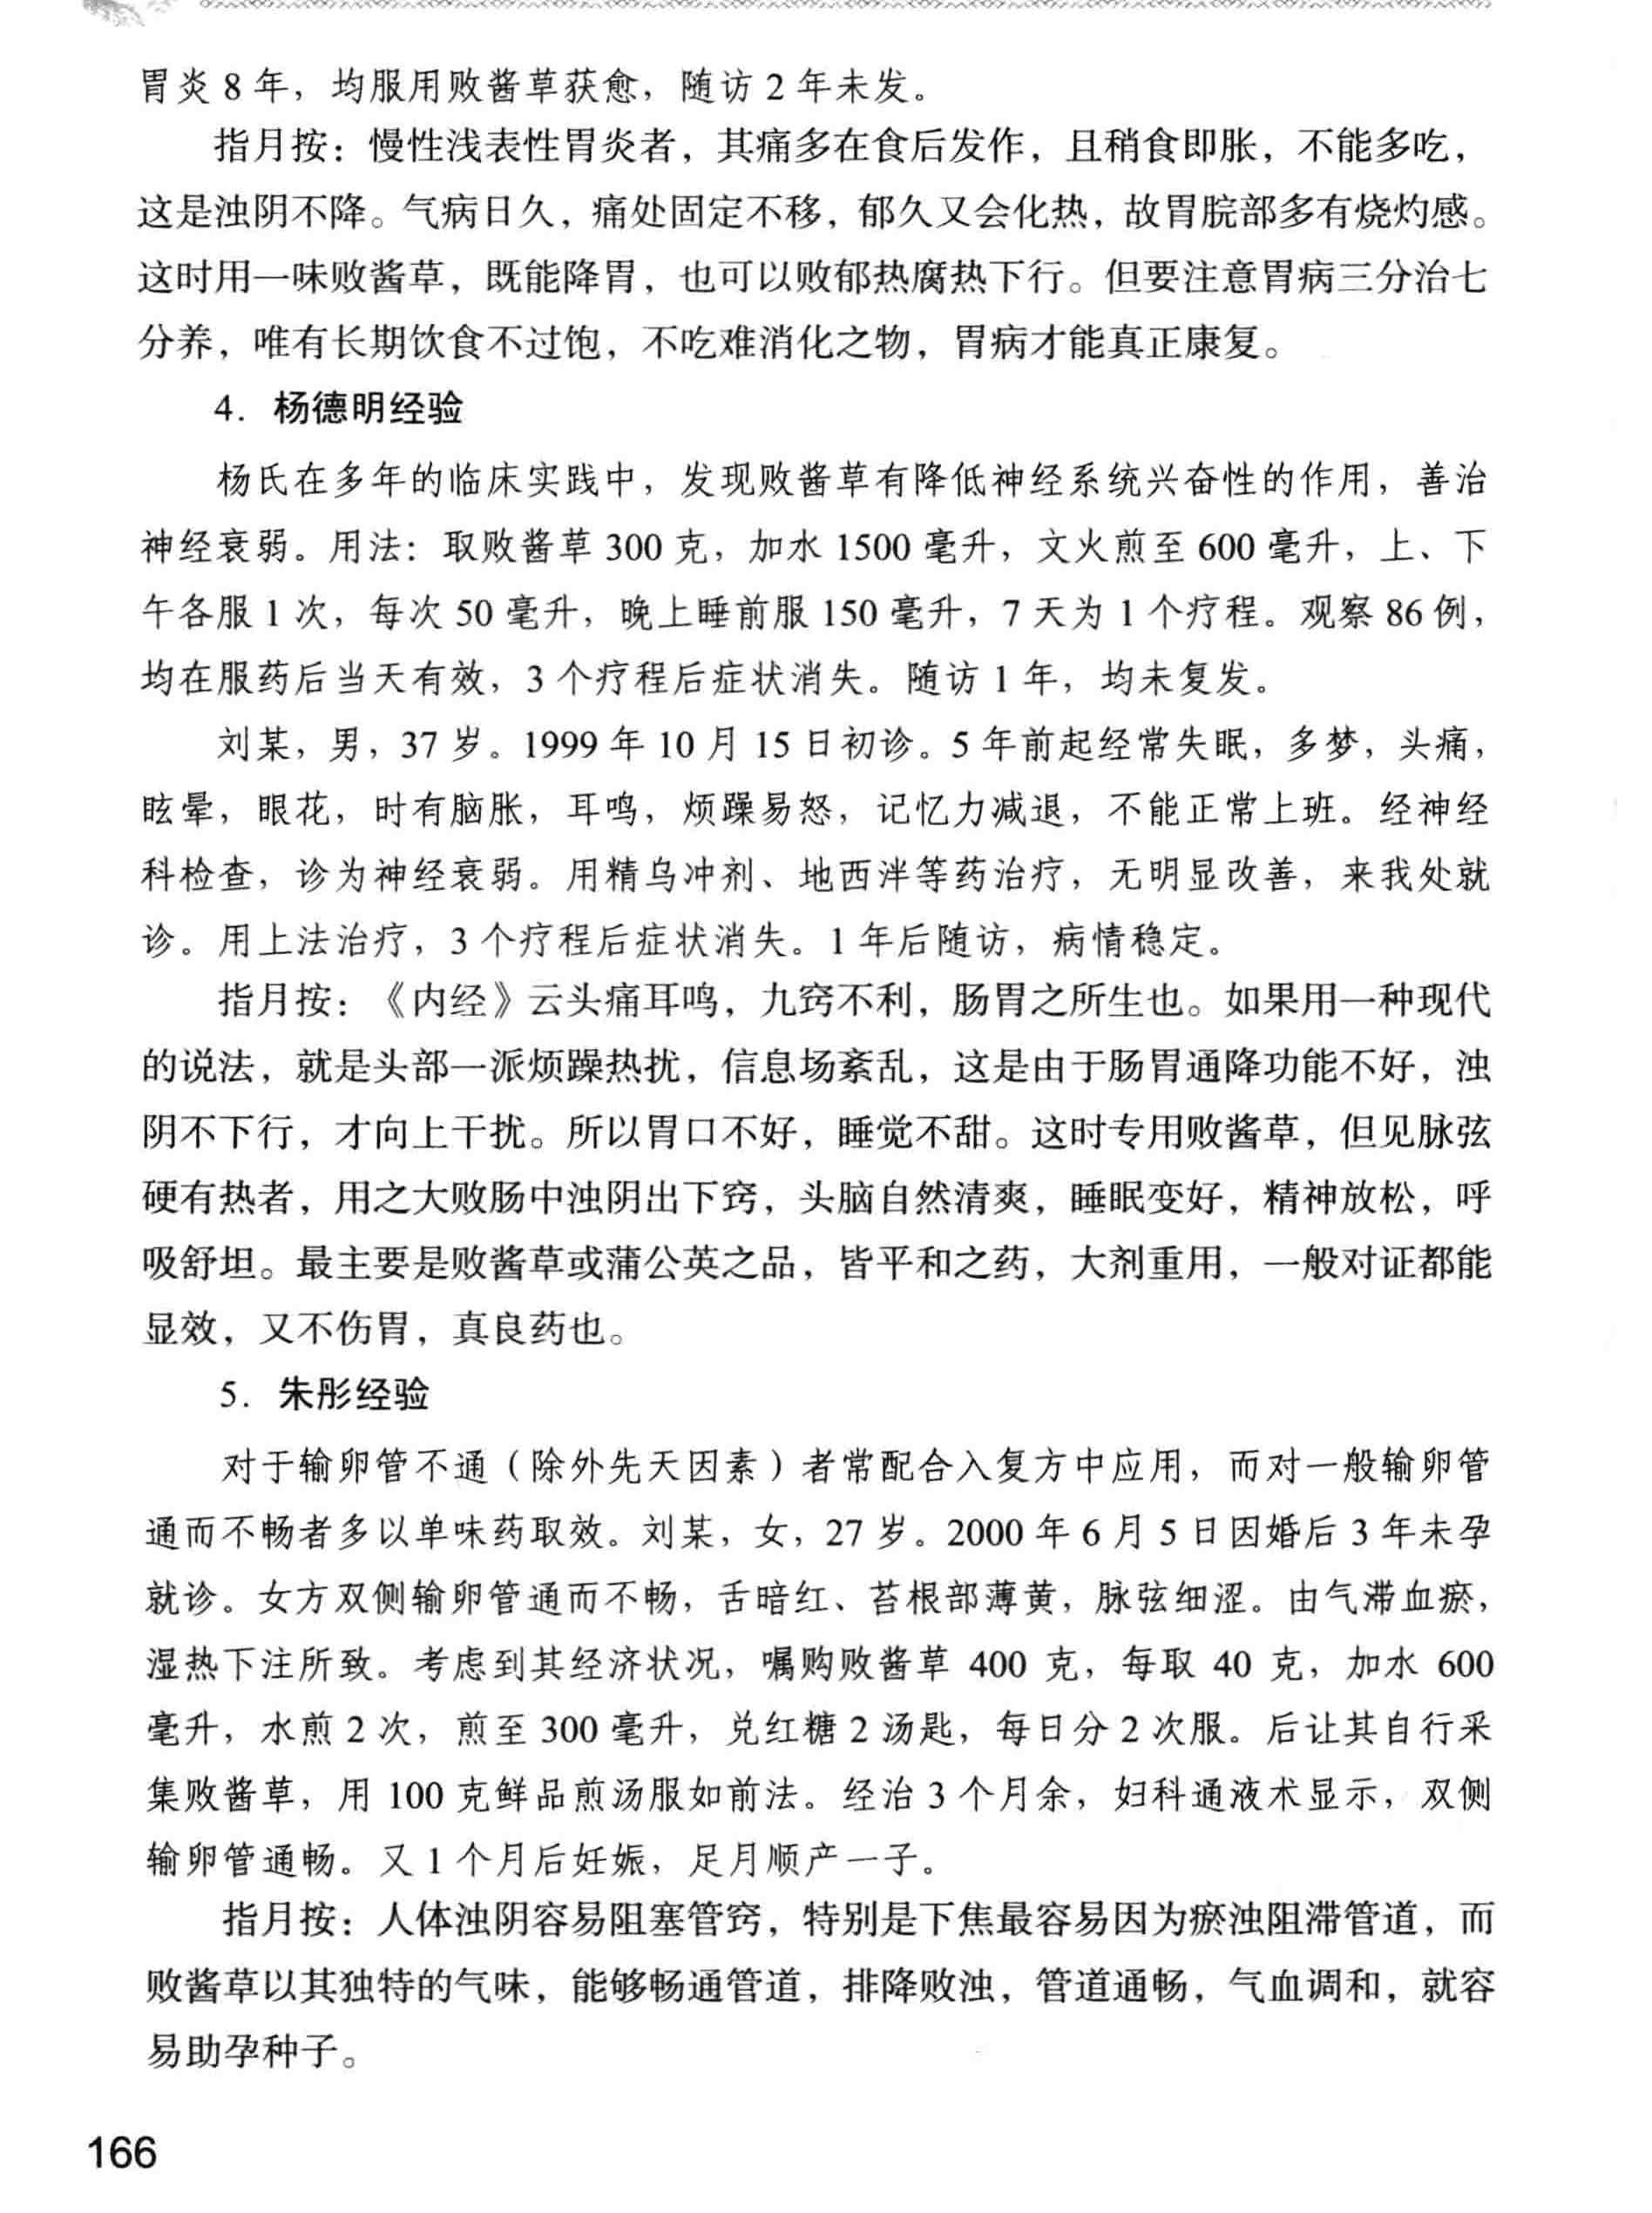 胃炎 8 年，均服用败酱草获愈，随访 2 年未发。
指月按：慢性浅表性胃炎者，其痛多在食后发作，且稍食即胀，不能多吃，
这是浊阴不降。气病日久，痛处固定不移，郁久又会化热，故胃脘部多有烧灼感。
这时用一味败酱草，既能降胃，也可以败郁热腐热下行。但要注意胃病三分治七
分养，唯有长期饮食不过饱，不吃难消化之物，胃病才能真正康复。
4．杨德明经验
杨氏在多年的临床实践中，发现败酱草有降低神经系统兴奋性的作用，善治
神经衰弱。用法：取败酱草 300 克，加水 1500 毫升，文火煎至 600 毫升，上、下
午各服 1 次，每次 50 毫升，晚上睡前服 150 毫升，7 天为 1 个疗程。观察 86 例，
均在服药后当天有效，3 个疗程后症状消失。随访 1 年，均未复发。
刘某，男，37 岁。1999 年 10 月 15 日初诊。5 年前起经常失眠，多梦，头痛，
眩晕，眼花，时有脑胀，耳鸣，烦躁易怒，记忆力减退，不能正常上班。经神经
科检查，诊为神经衰弱。用精乌冲剂、地西泮等药治疗，无明显改善，来我处就
诊。用上法治疗，3 个疗程后症状消失。1 年后随访，病情稳定。
指月按：《内经》云头痛耳鸣，九窍不利，肠胃之所生也。如果用一种现代
的说法，就是头部一派烦躁热扰，信息场紊乱，这是由于肠胃通降功能不好，浊
阴不下行，才向上干扰。所以胃口不好，睡觉不甜。这时专用败酱草，但见脉弦
硬有热者，用之大败肠中浊阴出下窍，头脑自然清爽，睡眠变好，精神放松，呼
吸舒坦。最主要是败酱草或蒲公英之品，皆平和之药，大剂重用，一般对证都能
显效，又不伤胃，真良药也。
5．朱彤经验
对于输卵管不通（除外先天因素）者常配合入复方中应用，而对一般输卵管
通而不畅者多以单味药取效。刘某，女，27 岁。2000 年 6 月 5 日因婚后 3 年未孕
就诊。女方双侧输卵管通而不畅，舌暗红、苔根部薄黄，脉弦细涩。由气滞血瘀，
湿热下注所致。考虑到其经济状况，嘱购败酱草 400 克，每取 40 克，加水 600
毫升，水煎 2 次，煎至 300 毫升，兑红糖 2 汤匙，每日分 2 次服。后让其自行采
集败酱草，用 100 克鲜品煎汤服如前法。经治 3 个月余，妇科通液术显示，双侧
输卵管通畅。又 1 个月后妊娠，足月顺产一子。
指月按：人体浊阴容易阻塞管窍，特别是下焦最容易因为瘀浊阻滞管道，而
败酱草以其独特的气味，能够畅通管道，排降败浊，管道通畅，气血调和，就容
易助孕种子。
166